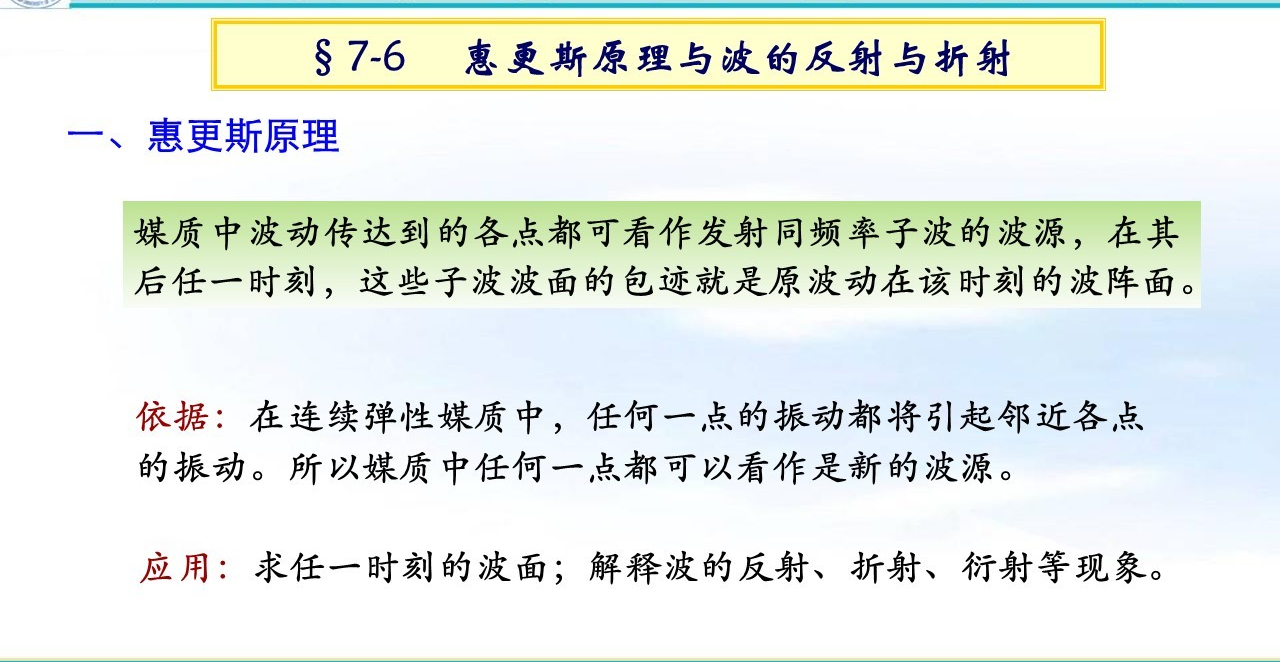 §7-6 惠更斯原理与波的反射与折射
一、惠更斯原理
媒质中波动传达到的各点都可看作发射同频率子波的波源，在其
后任一时刻，这些子波波面的包迹就是原波动在该时刻的波阵面。
依据：在连续弹性媒质中，任何一点的振动都将引起邻近各点
的振动。所以媒质中任何一点都可以看作是新的波源。
应用：求任一时刻的波面；解释波的反射、折射、衍射等现象。